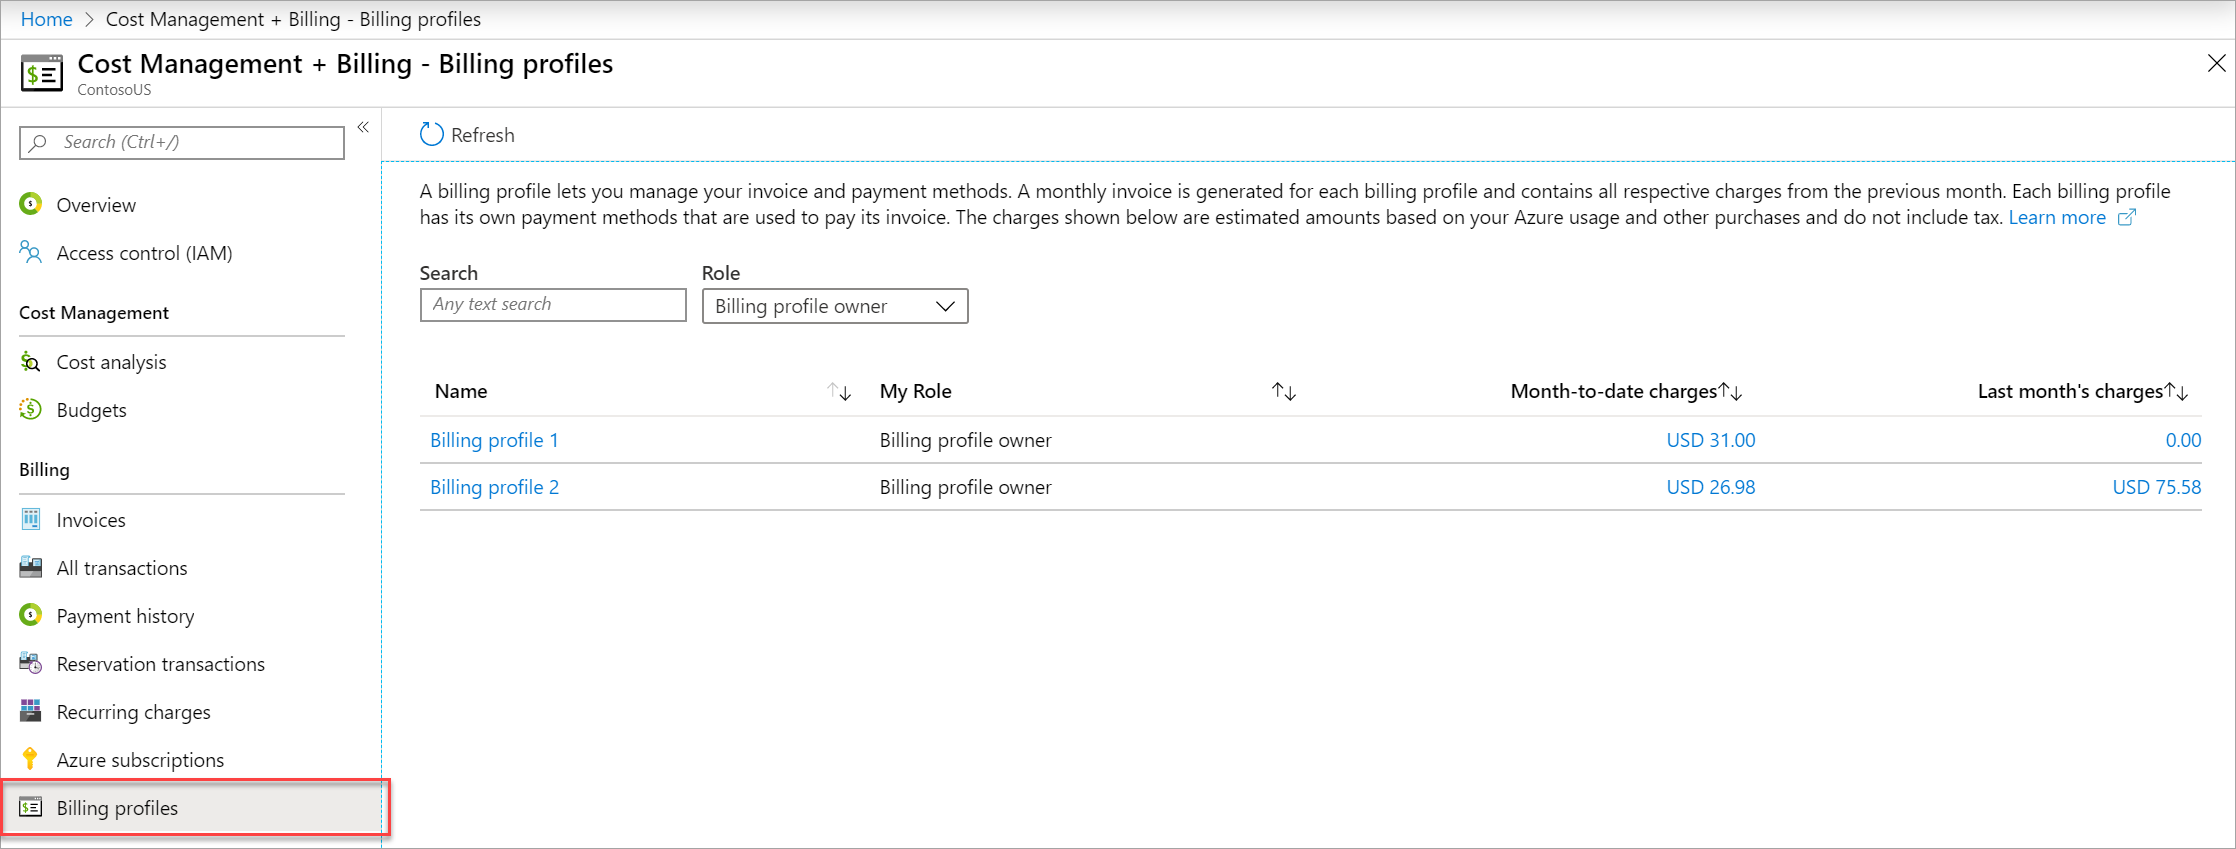 Home > Cost Management + Billing - Billing profiles
Cost Management + Billing - Billing profiles
ContosoUS
Search (Ctrl+/)
Overview
Access control (IAM)
Cost Management
Cost analysis
Budgets
Billing
Invoices
All transactions
Payment history
Reservation transactions
Recurring charges
Azure subscriptions
Billing profiles
Refresh
A billing profile lets you manage your invoice and payment methods. A monthly invoice is generated for each billing profile and contains all respective charges from the previous month. Each billing profile
has its own payment methods that are used to pay its invoice. The charges shown below are estimated amounts based on your Azure usage and other purchases and do not include tax. Learn more
Search Role
Any text search Billing profile owner
Name My Role Month-to-date charges Last month's charges
Billing profile 1 Billing profile owner USD 31.00 0.00
Billing profile 2 Billing profile owner USD 26.98 USD 75.58